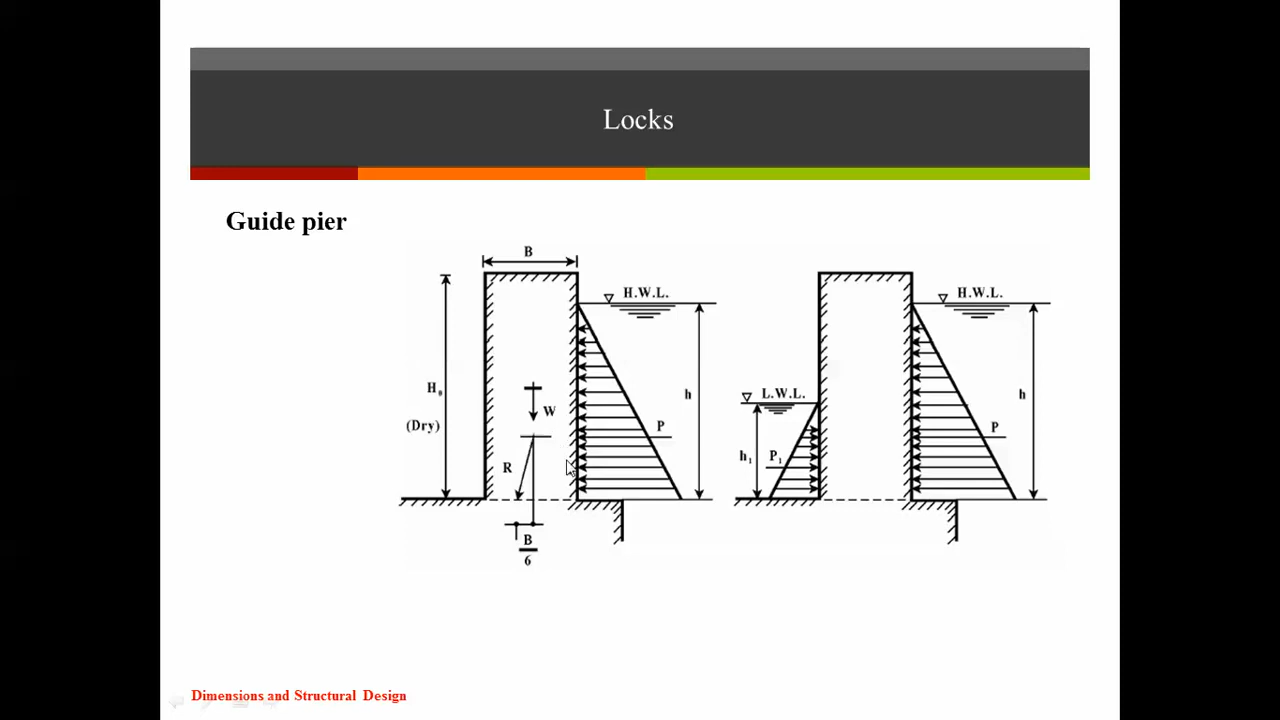 Locks
Guide pier
B
H.W.L.
H₀
(Dry)
W
R
P
h
B
6
H.W.L.
L.W.L.
h₁
P₁
P
h
Dimensions and Structural Design